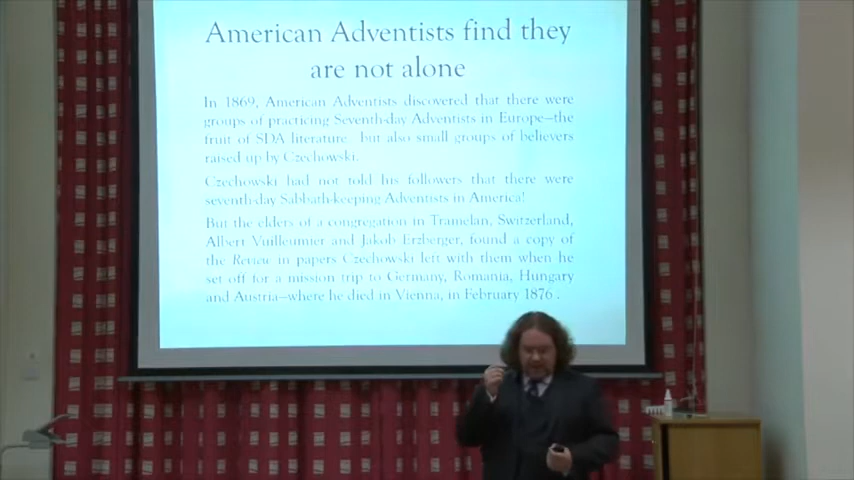 American Adventists find they
are not alone
In 1869, American Adventists discovered that there were
groups of practicing Seventh-day Adventists in Europe—the
fruit of SDA literature but also small groups of believers
raised up by Czechowski.
Czechowski had not told his followers that there were
seventh-day Sabbath-keeping Adventists in America!
But the elders of a congregation in Tramelan, Switzerland,
Albert Vuilleumier and Jakob Erzberger, found a copy of
the Review in papers Czechowski left with them when he
set off for a mission trip to Germany, Romania, Hungary
and Austria—where he died in Vienna, in February 1876 .